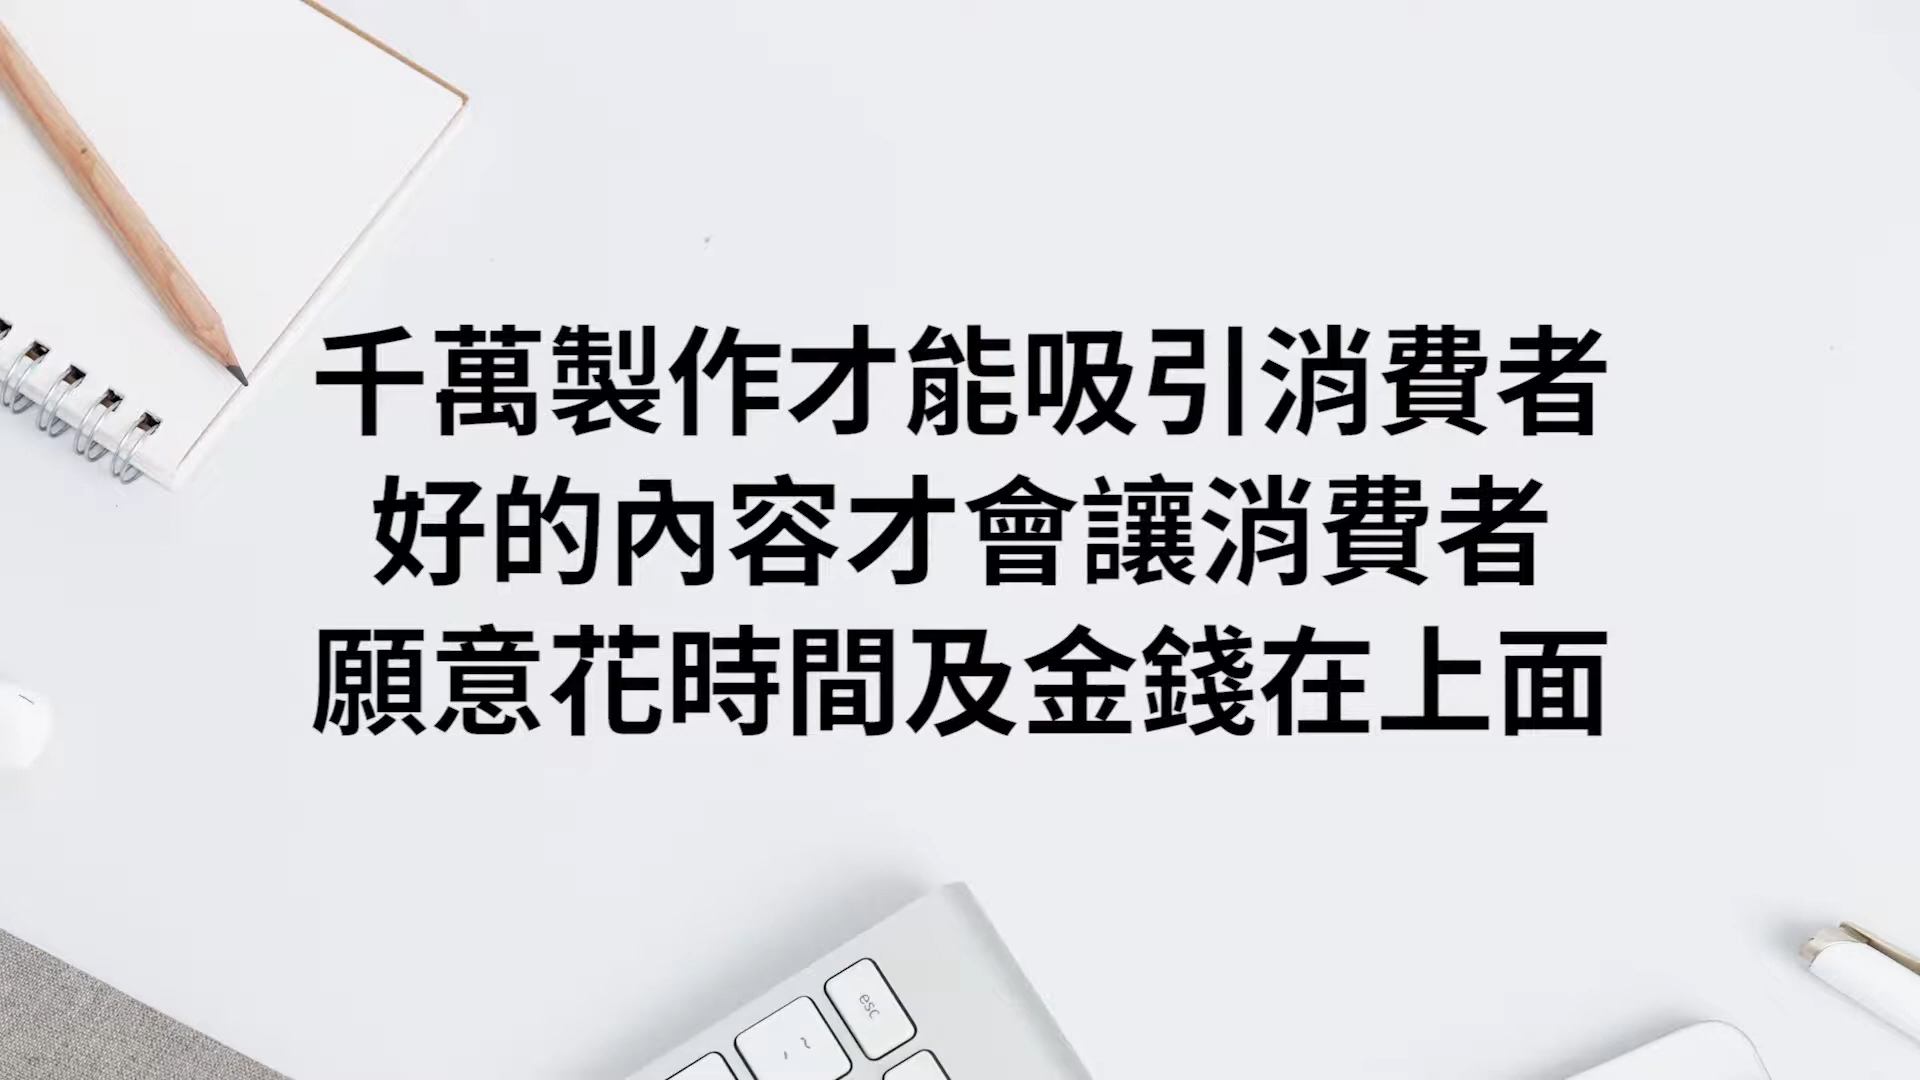 千萬製作才能吸引消費者
好的內容才會讓消費者
願意花時間及金錢在上面
esc